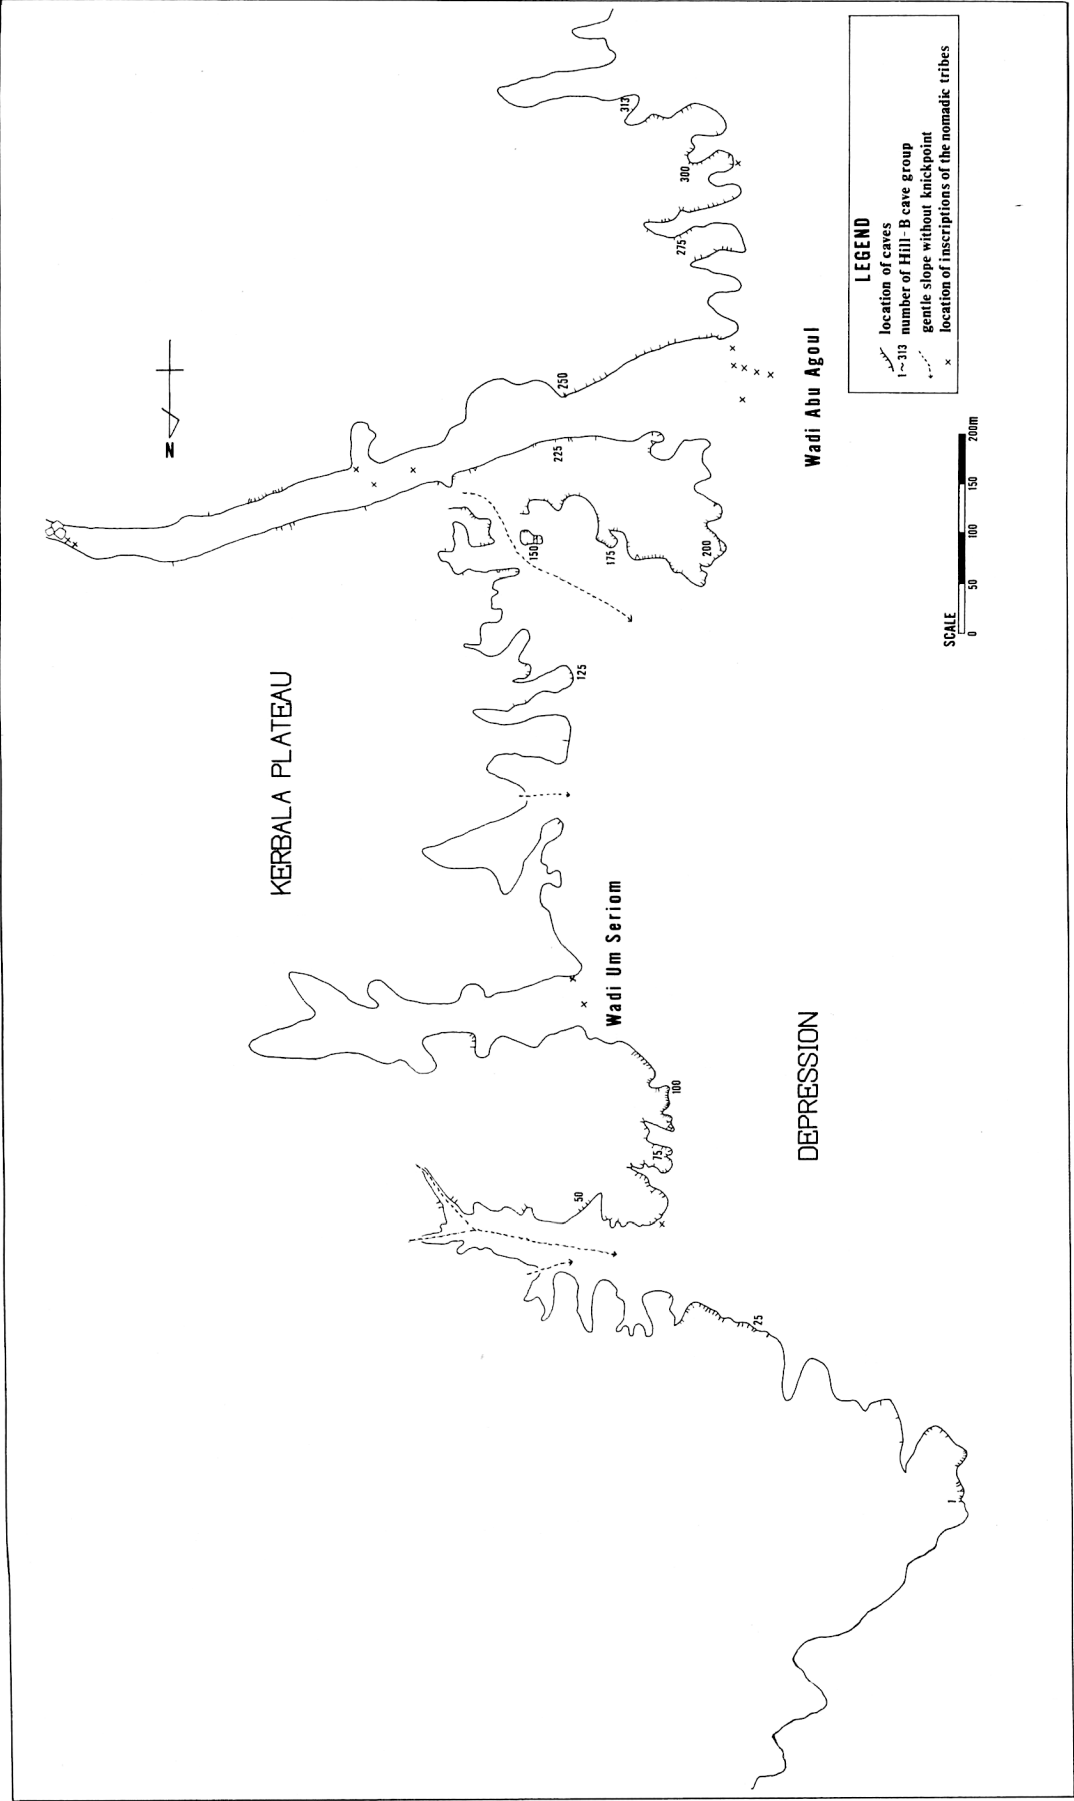 KERBALA PLATEAU
DEPRESSION
Wadi Um Seriom
Wadi Abu Agoul
N
1
25
50
75
100
125
150
175
200
225
250
275
300
313
SCALE
0 50 100 150 200m
LEGEND
location of caves
1~313 number of Hill-B cave group
gentle slope without knickpoint
× location of inscriptions of the nomadic tribes